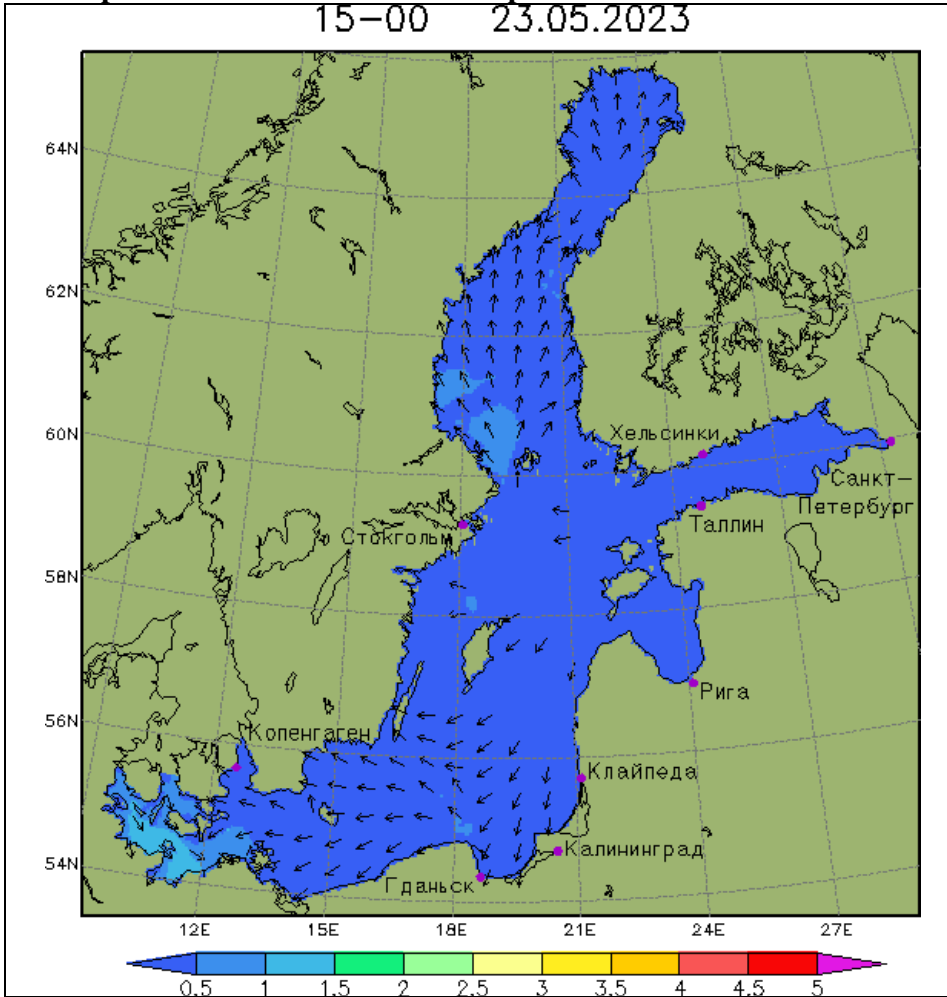 15-00 23.05.2023
64N
62N
60N
58N
56N
54N
Хельсинки
Санкт-
Петербург
Таллин
Стокгольм
Рига
Копенгаген
Клайпеда
Калининград
Гданьск
12E 15E 18E 21E 24E 27E
0.5 1 1.5 2 2.5 3 3.5 4 4.5 5